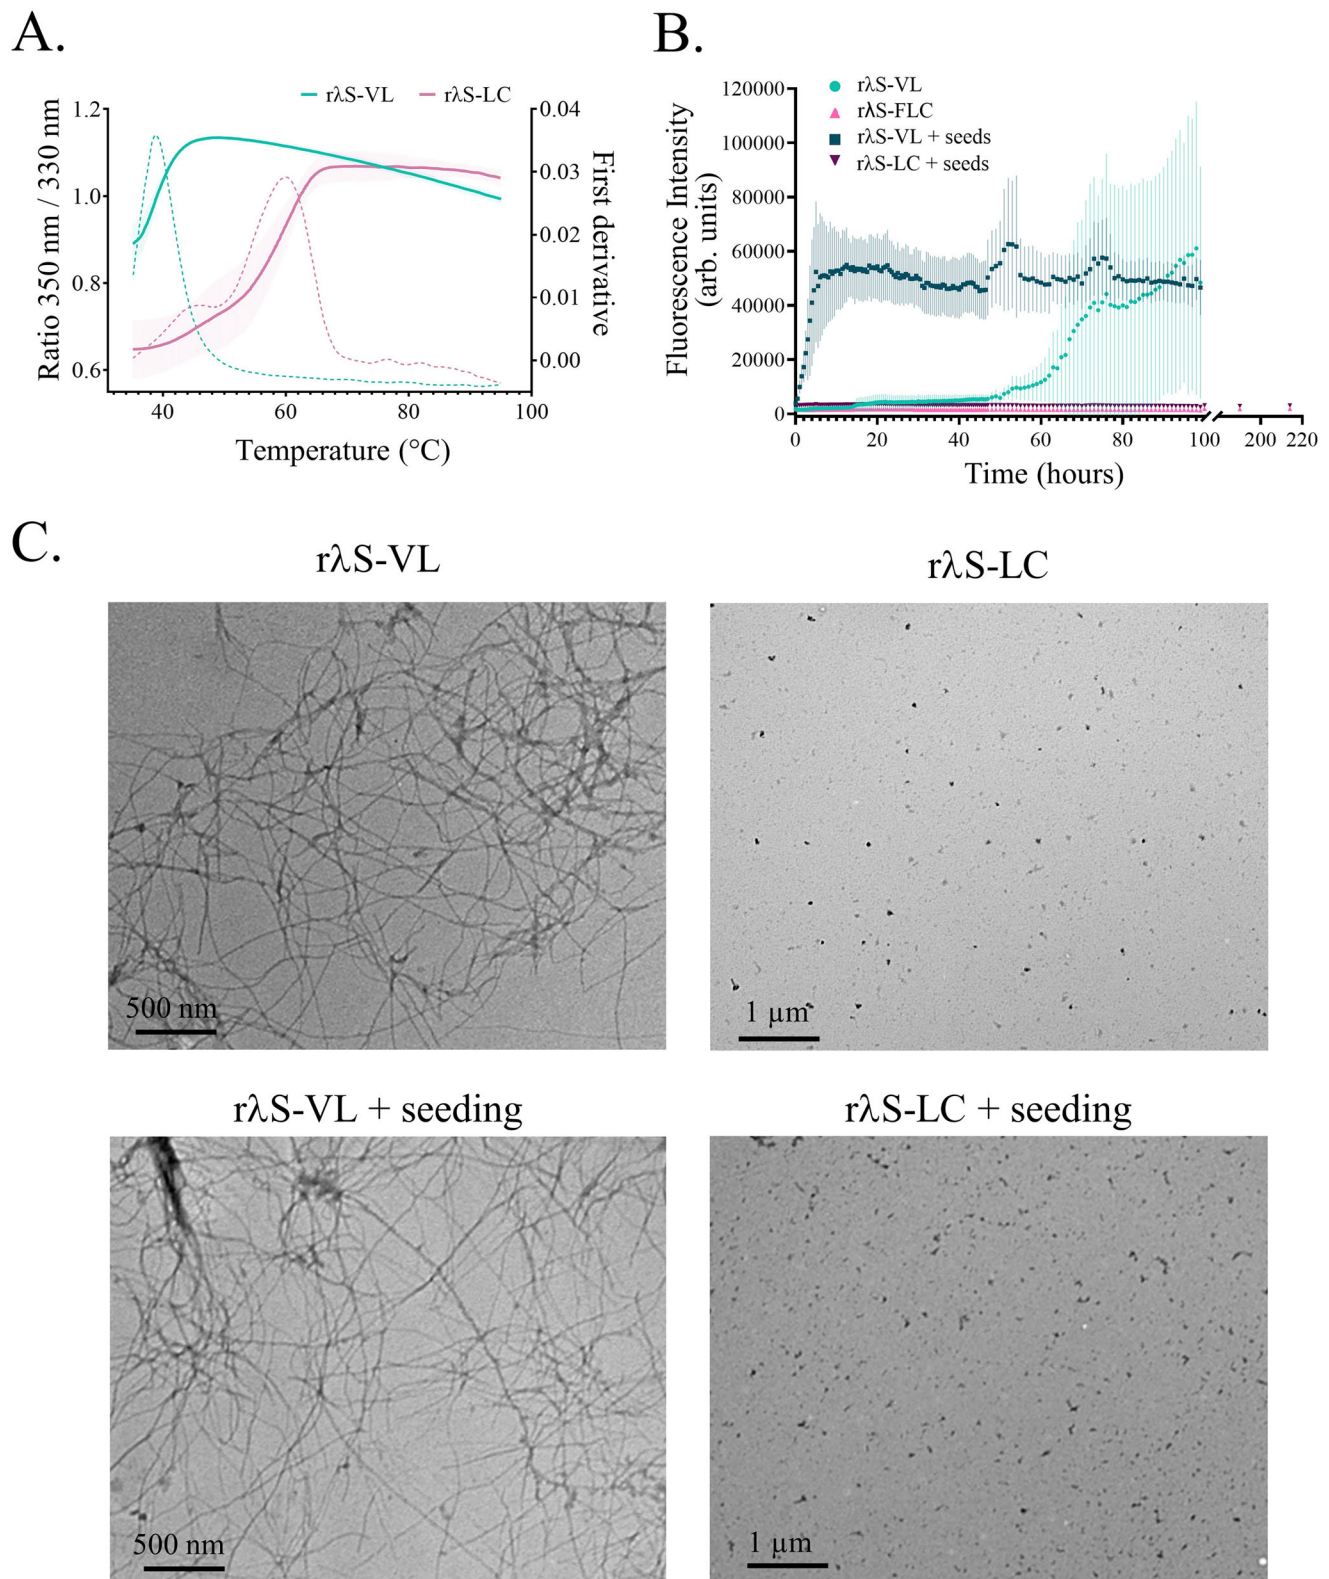 A.
rλS-VL rλS-LC
1.2
1.0
0.8
0.6
Ratio 350 nm / 330 nm
0.04
0.03
0.02
0.01
0.00
First derivative
40 60 80 100
Temperature (°C)
B.
rλS-VL
rλS-FLC
rλS-VL + seeds
rλS-LC + seeds
120000
100000
80000
60000
40000
20000
0
Fluorescence Intensity
(arb. units)
0 20 40 60 80 100 200 220
Time (hours)
C.
rλS-VL
500 nm
rλS-LC
1 µm
rλS-VL + seeding
500 nm
rλS-LC + seeding
1 µm